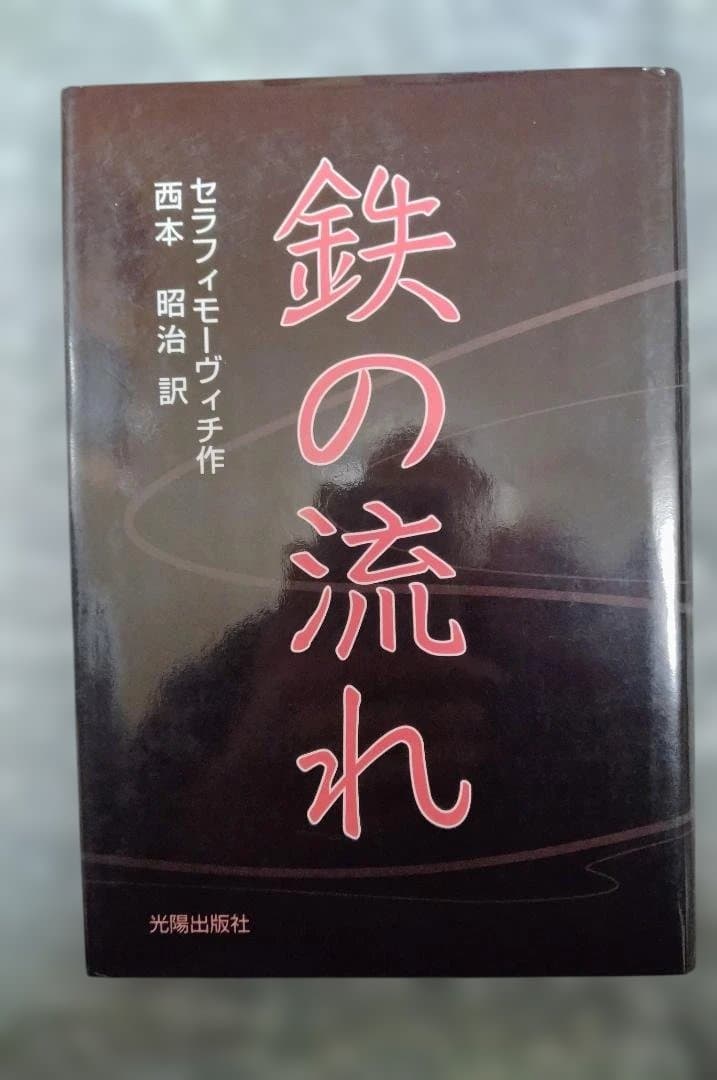 鉄の流れ
セラフィモーヴィチ作
西本 昭治 訳
光陽出版社